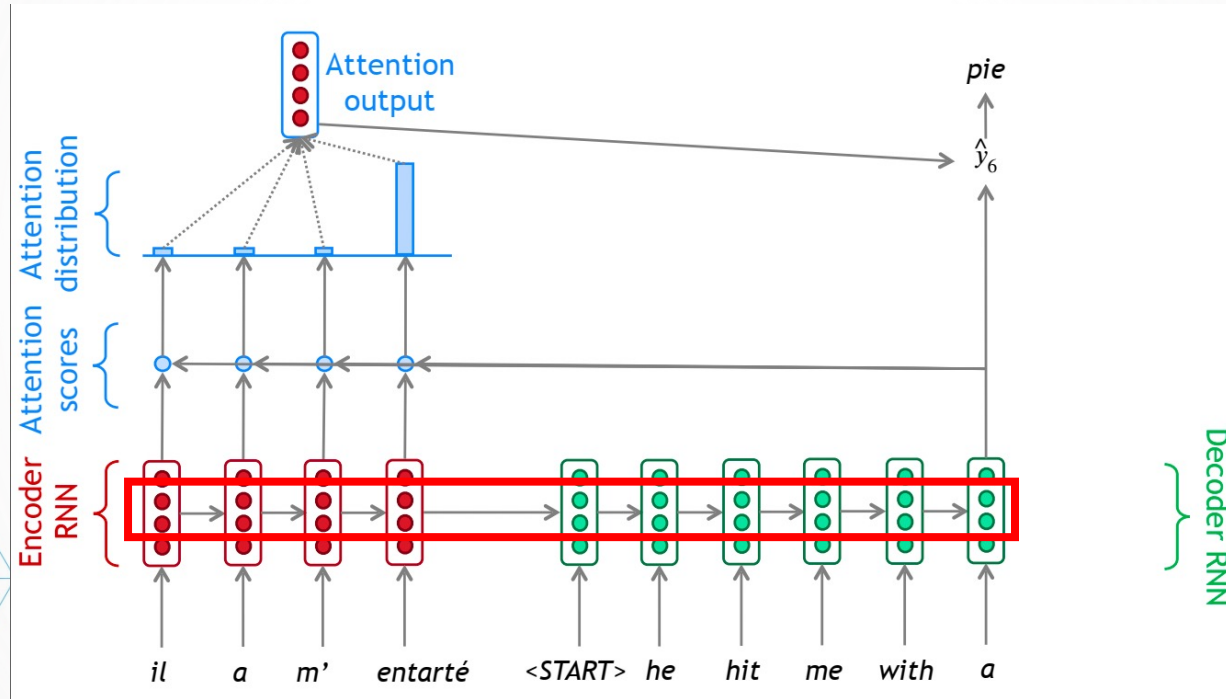 Attention
output
pie
ŷ6
Attention
distribution
Attention
scores
Encoder
RNN
Decoder RNN
il a m’ entarté <START> he hit me with a